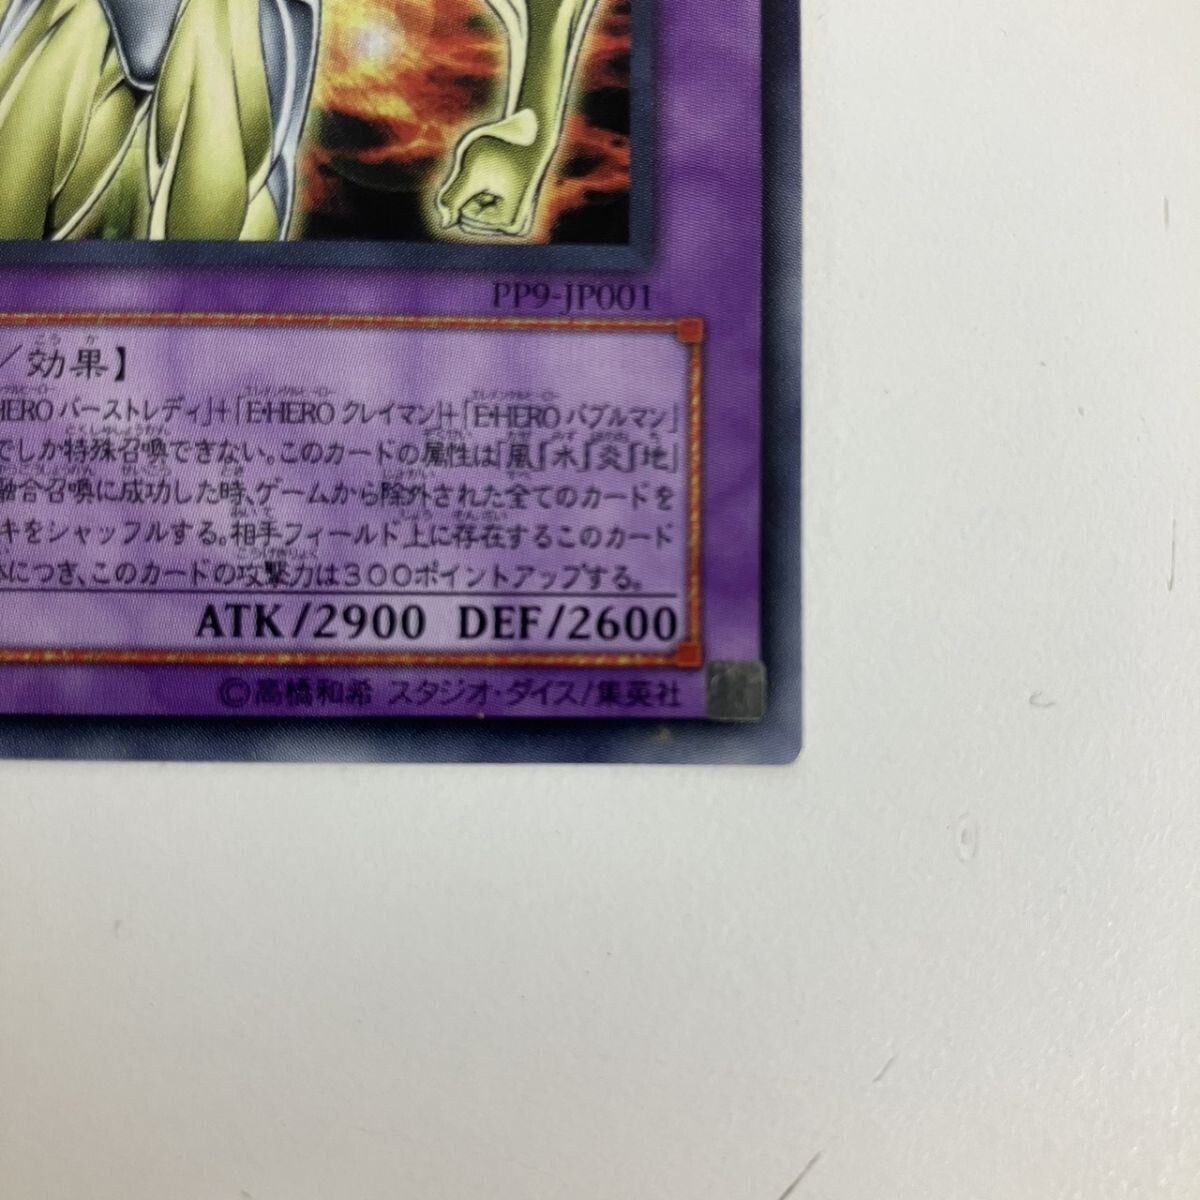 PP9-JP001
／効果】
HERO バーストレディ」＋「E・HERO クレイマン」＋「E・HERO バブルマン」
でしか特殊召喚できない。このカードの属性は「風」「水」「炎」「地」
融合召喚に成功した時、ゲームから除外された全てのカードを
キをシャッフルする。相手フィールド上に存在するこのカード
につき、このカードの攻撃力は300ポイントアップする。
ATK/2900 DEF/2600
©高橋和希 スタジオ・ダイス/集英社